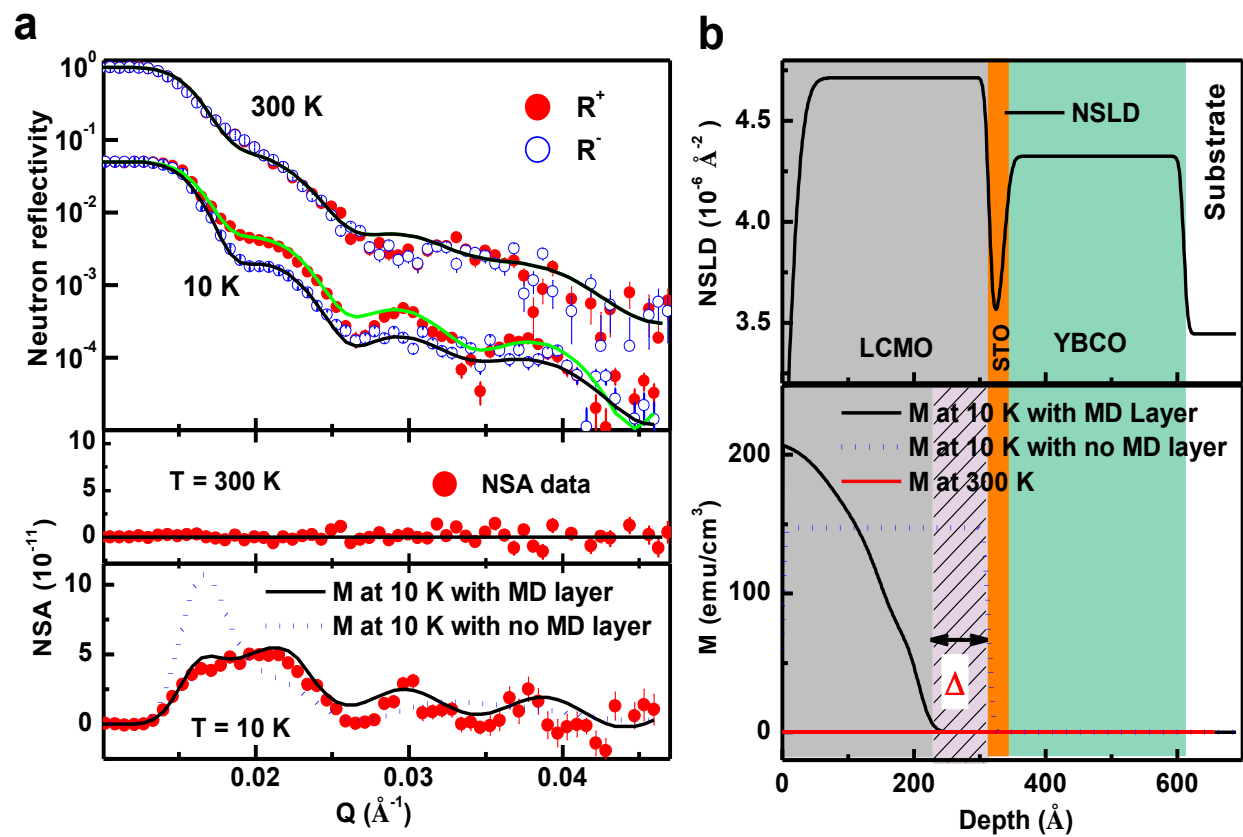 a
Neutron reflectivity
10⁰
10⁻¹
10⁻²
10⁻³
10⁻⁴
300 K
10 K
R⁺
R⁻
NSA (10⁻¹¹)
10
5
0
T = 300 K
NSA data
10
5
0
M at 10 K with MD layer
M at 10 K with no MD layer
T = 10 K
0.02
0.03
0.04
Q (Å⁻¹)
b
NSLD (10⁻⁶ Å⁻²)
4.5
4.0
3.5
NSLD
Substrate
LCMO
STO
YBCO
M (emu/cm³)
200
100
0
M at 10 K with MD Layer
M at 10 K with no MD layer
M at 300 K
Δ
0
200
400
600
Depth (Å)